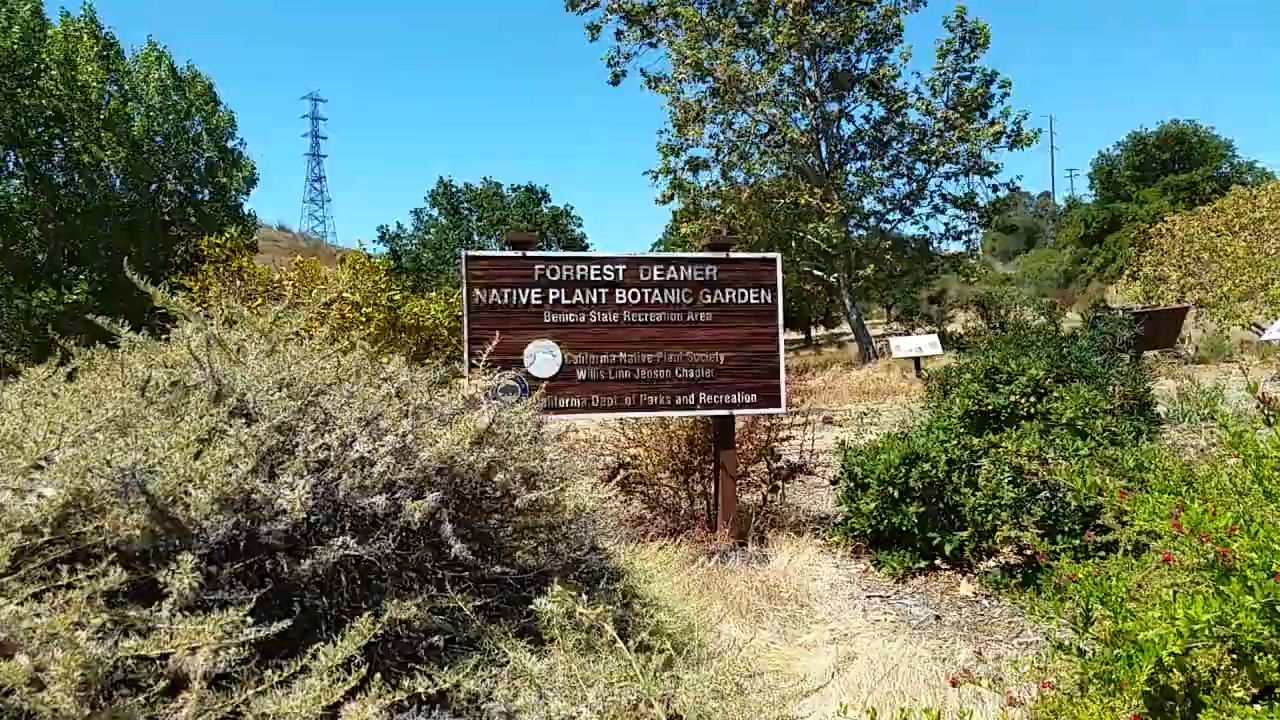 FORREST DEANER
NATIVE PLANT BOTANIC GARDEN
Benicia State Recreation Area
California Native Plant Society
Willis Linn Jepson Chapter
California Dept. of Parks and Recreation